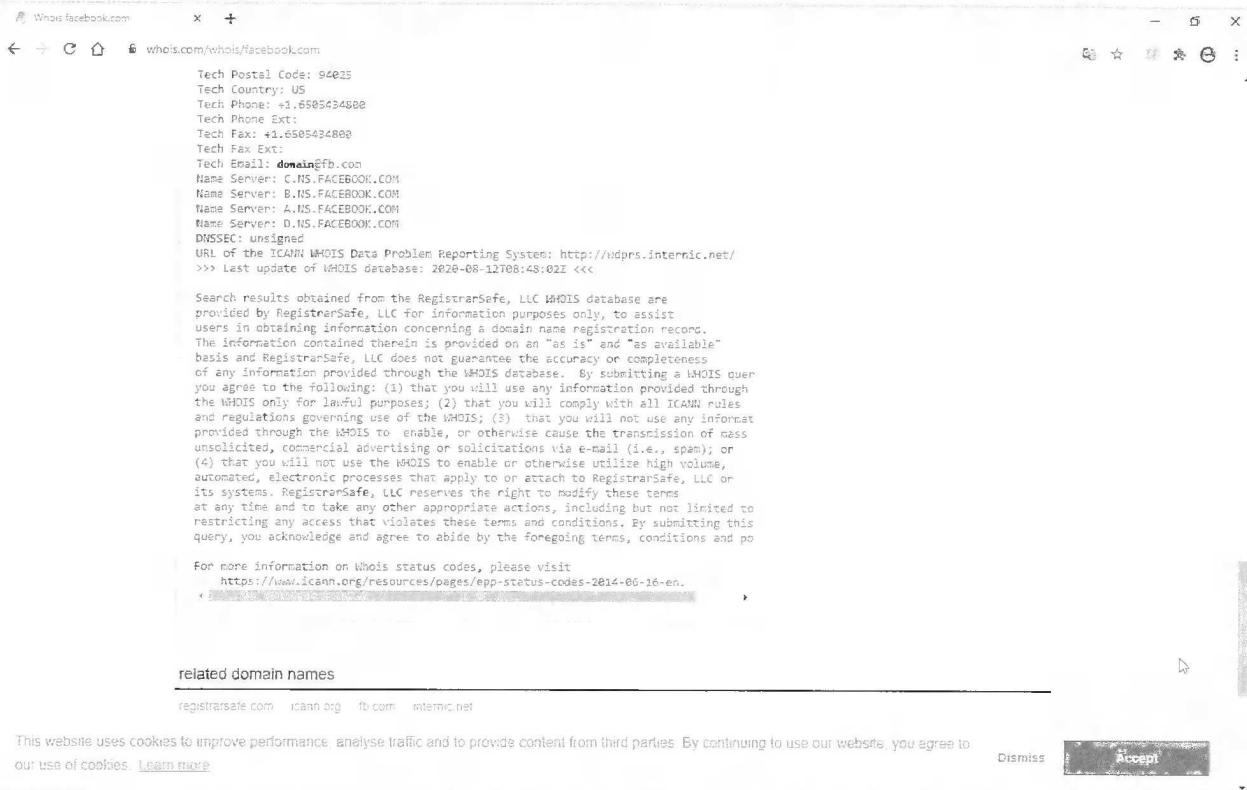 Whois facebook.com
whois.com/whois/facebook.com
Tech Postal Code: 94025
Tech Country: US
Tech Phone: +1.6505434800
Tech Phone Ext:
Tech Fax: +1.6505434800
Tech Fax Ext:
Tech Email: domain@fb.com
Name Server: C.NS.FACEBOOK.COM
Name Server: B.NS.FACEBOOK.COM
Name Server: A.NS.FACEBOOK.COM
Name Server: D.NS.FACEBOOK.COM
DNSSEC: unsigned
URL of the ICANN WHOIS Data Problem Reporting System: http://wdprs.internic.net/
>>> Last update of WHOIS database: 2020-08-12T08:48:02Z <<<
Search results obtained from the RegistrarSafe, LLC WHOIS database are
provided by RegistrarSafe, LLC for information purposes only, to assist
users in obtaining information concerning a domain name registration record.
The information contained therein is provided on an "as is" and "as available"
basis and RegistrarSafe, LLC does not guarantee the accuracy or completeness
of any information provided through the WHOIS database. By submitting a WHOIS quer
you agree to the following: (1) that you will use any information provided through
the WHOIS only for lawful purposes; (2) that you will comply with all ICANN rules
and regulations governing use of the WHOIS; (3) that you will not use any informat
provided through the WHOIS to enable, or otherwise cause the transmission of mass
unsolicited, commercial advertising or solicitations via e-mail (i.e., spam); or
(4) that you will not use the WHOIS to enable or otherwise utilize high volume,
automated, electronic processes that apply to or attach to RegistrarSafe, LLC or
its systems. RegistrarSafe, LLC reserves the right to modify these terms
at any time and to take any other appropriate actions, including but not limited to
restricting any access that violates these terms and conditions. By submitting this
query, you acknowledge and agree to abide by the foregoing terms, conditions and po
For more information on Whois status codes, please visit
https://www.icann.org/resources/pages/epp-status-codes-2014-06-16-en.
related domain names
registrarsafe.com icann.org fb.com internic.net
This website uses cookies to improve performance, analyse traffic and to provide content from third parties. By continuing to use our website, you agree to
our use of cookies. Learn more
Dismiss
Accept